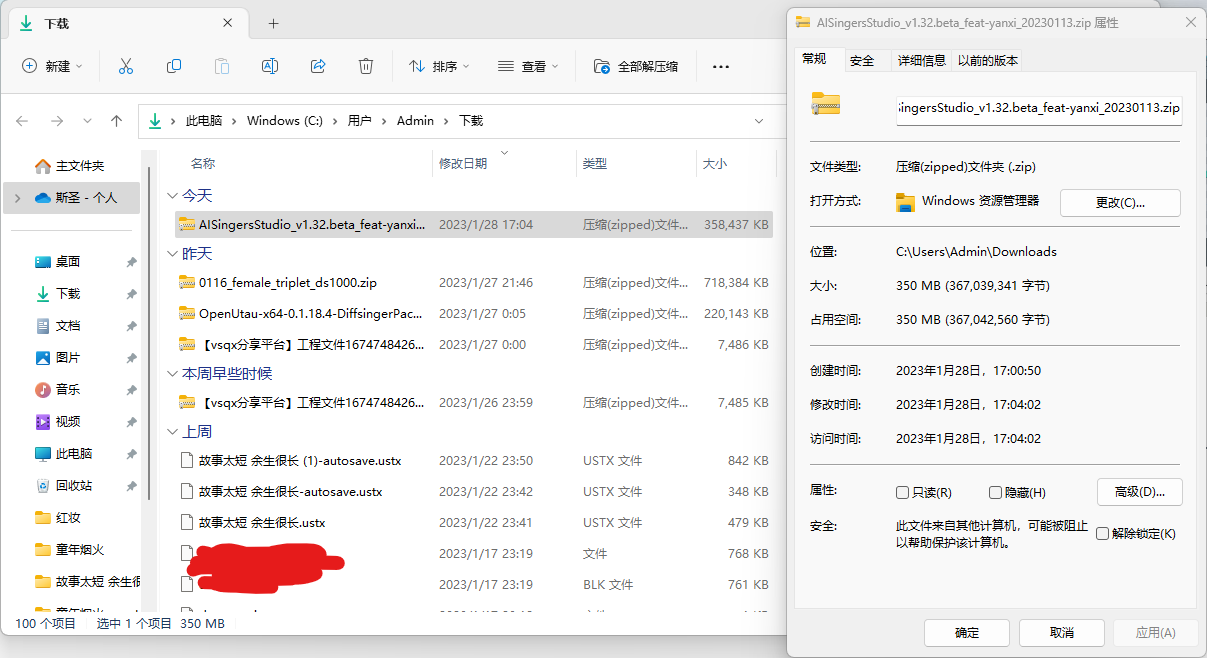 下载
新建
排序
查看
全部解压缩
此电脑 > Windows (C:) > 用户 > Admin > 下载
主文件夹
斯圣 - 个人
桌面
下载
文档
图片
音乐
视频
此电脑
回收站
红妆
童年烟火
故事太短 余生很
童年烟火
名称 修改日期 类型 大小
今天
AISingersStudio_v1.32.beta_feat-yanxi... 2023/1/28 17:04 压缩(zipped)文件... 358,437 KB
昨天
0116_female_triplet_ds1000.zip 2023/1/27 21:46 压缩(zipped)文件... 718,384 KB
OpenUtau-x64-0.1.18.4-DiffsingerPac... 2023/1/27 0:05 压缩(zipped)文件... 220,143 KB
【vsqx分享平台】工程文件1674748426... 2023/1/27 0:00 压缩(zipped)文件... 7,486 KB
本周早些时候
【vsqx分享平台】工程文件1674748426... 2023/1/26 23:59 压缩(zipped)文件... 7,485 KB
上周
故事太短 余生很长 (1)-autosave.ustx 2023/1/22 23:50 USTX 文件 842 KB
故事太短 余生很长-autosave.ustx 2023/1/22 23:42 USTX 文件 348 KB
故事太短 余生很长.ustx 2023/1/22 23:41 USTX 文件 479 KB
2023/1/17 23:19 文件 768 KB
2023/1/17 23:19 BLK 文件 761 KB
100 个项目 选中 1 个项目 350 MB
AISingersStudio_v1.32.beta_feat-yanxi_20230113.zip 属性
常规 安全 详细信息 以前的版本
singersStudio_v1.32.beta_feat-yanxi_20230113.zip
文件类型: 压缩(zipped)文件夹 (.zip)
打开方式: Windows 资源管理器 更改(C)...
位置: C:\Users\Admin\Downloads
大小: 350 MB (367,039,341 字节)
占用空间: 350 MB (367,042,560 字节)
创建时间: 2023年1月28日，17:00:50
修改时间: 2023年1月28日，17:04:02
访问时间: 2023年1月28日，17:04:02
属性: 只读(R) 隐藏(H) 高级(D)...
安全: 此文件来自其他计算机，可能被阻止
以帮助保护该计算机。 解除锁定(K)
确定 取消 应用(A)